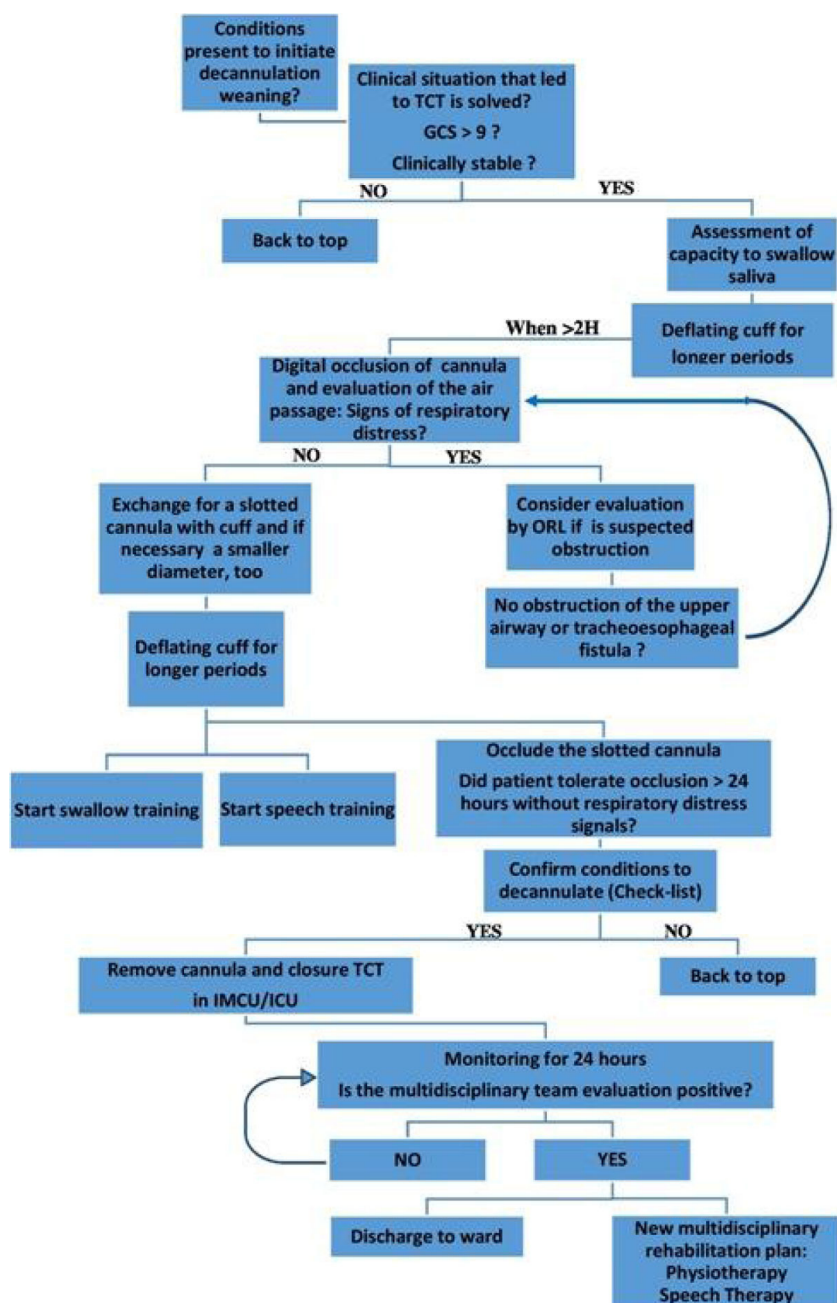 Conditions
present to initiate
decannulation
weaning?
Clinical situation that led
to TCT is solved?
GCS > 9 ?
Clinically stable ?
NO
YES
Back to top
Assessment of
capacity to swallow
saliva
When >2H
Deflating cuff for
longer periods
Digital occlusion of cannula
and evaluation of the air
passage: Signs of respiratory
distress?
NO
YES
Exchange for a slotted
cannula with cuff and if
necessary a smaller
diameter, too
Consider evaluation
by ORL if is suspected
obstruction
No obstruction of the upper
airway or tracheoesophageal
fistula ?
Deflating cuff for
longer periods
Start swallow training
Start speech training
Occlude the slotted cannula
Did patient tolerate occlusion > 24
hours without respiratory distress
signals?
Confirm conditions to
decannulate (Check-list)
YES
NO
Remove cannula and closure TCT
in IMCU/ICU
Back to top
Monitoring for 24 hours
Is the multidisciplinary team evaluation positive?
NO
YES
Discharge to ward
New multidisciplinary
rehabilitation plan:
Physiotherapy
Speech Therapy